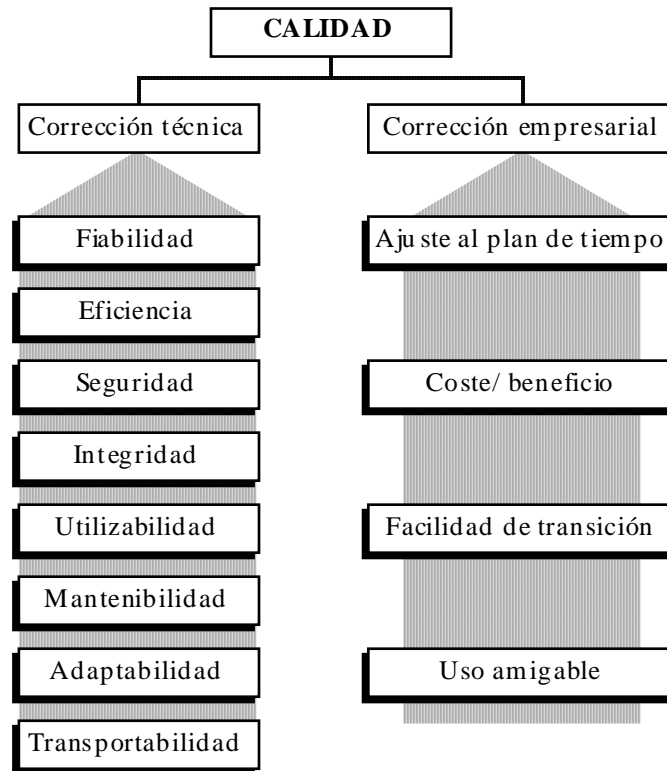 CALIDAD
Corrección técnica
Corrección empresarial
Fiabilidad
Eficiencia
Seguridad
Integridad
Utilizabilidad
Mantenibilidad
Adaptabilidad
Transportabilidad
Ajuste al plan de tiempo
Coste/ beneficio
Facilidad de transición
Uso amigable